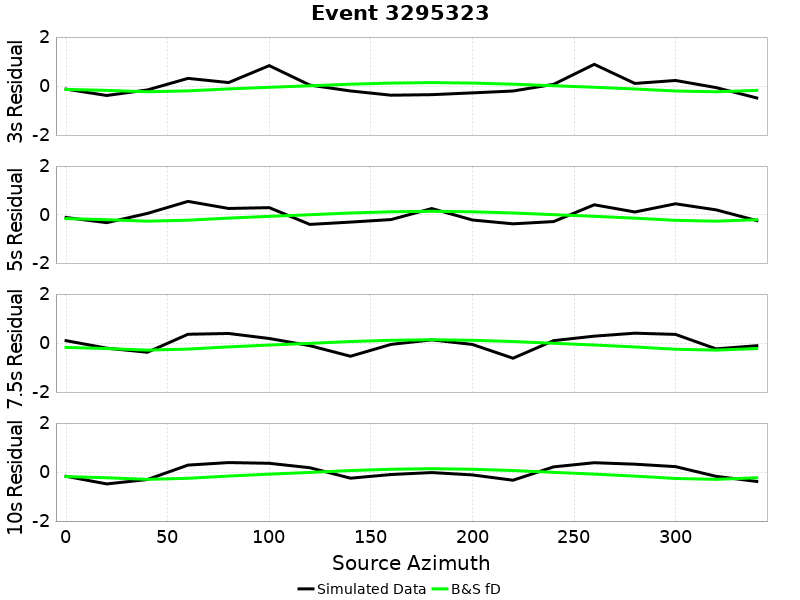 Event 3295323
3s Residual
2
0
-2
5s Residual
2
0
-2
7.5s Residual
2
0
-2
10s Residual
2
0
-2
0 50 100 150 200 250 300
Source Azimuth
Simulated Data B&S fD